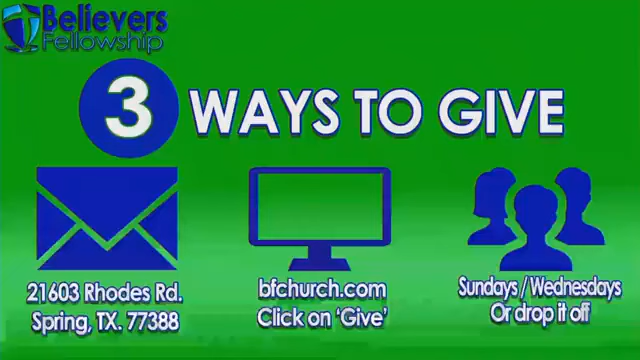 Believers
Fellowship
3 WAYS TO GIVE
21603 Rhodes Rd.
Spring, TX. 77388
bfchurch.com
Click on ‘Give’
Sundays / Wednesdays
Or drop it off